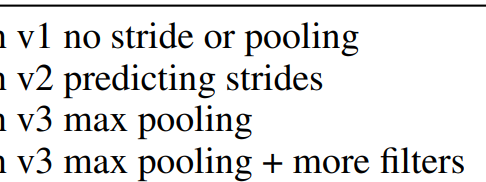 v1 no stride or pooling
v2 predicting strides
v3 max pooling
v3 max pooling + more filters